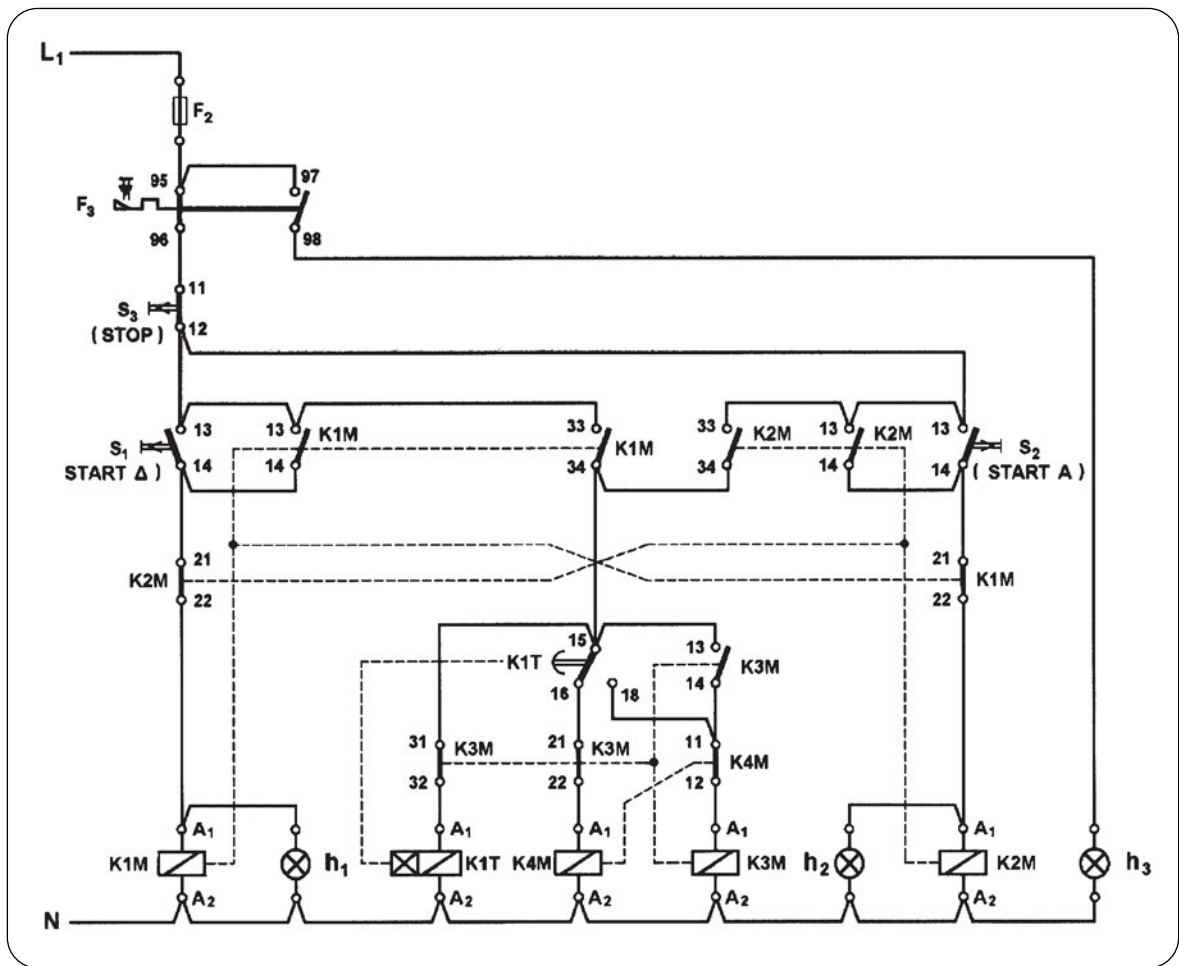 L₁
F₂
95 97
F₃
96 98
11
S₃
(STOP) 12
13 13 K1M 33 K1M 33 K2M 13 K2M 13
S₁ S₂
START Δ) 14 14 34 34 14 14 ( START A)
21 21
K2M K1M
22 22
15 13
K1T K3M
16 18 14
31 K3M 21 K3M 11 K4M
32 22 12
A₁ A₁ A₁ A₁ A₁
K1M h₁ K1T K4M K3M h₂ K2M h₃
A₂ A₂ A₂ A₂ A₂
N